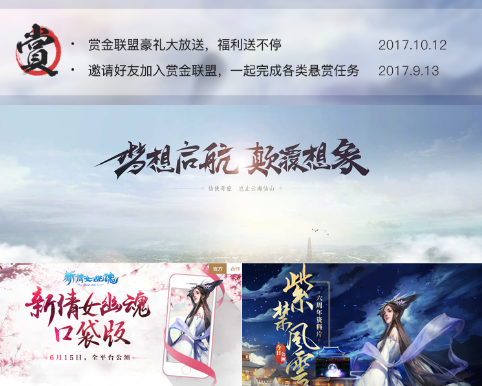 赏
· 赏金联盟豪礼大放送，福利送不停 2017.10.12
· 邀请好友加入赏金联盟，一起完成各类悬赏任务 2017.9.13
梦想启航 颠覆想象
新倩女幽魂
官方
新倩女幽魂
口袋版
6月15日，全平台公测
紫禁风云
六周年资料片